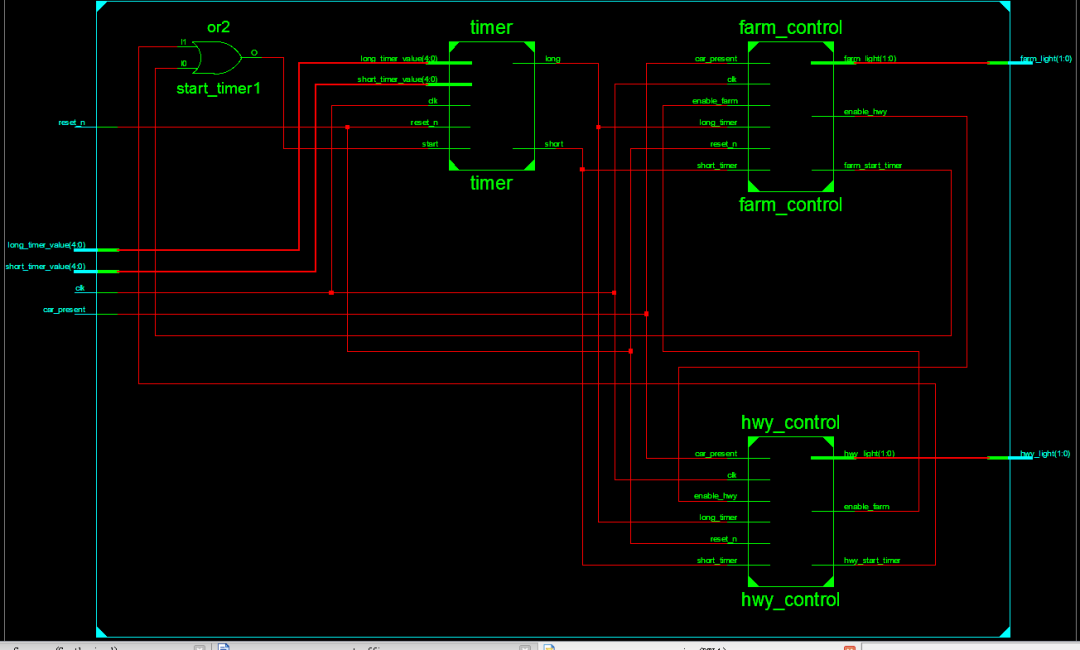 or2
I1
I0
O
start_timer1
reset_n
long_timer_value(4:0)
short_timer_value(4:0)
clk
car_present
timer
long_timer_value(4:0)
short_timer_value(4:0)
clk
reset_n
start
long
short
timer
farm_control
car_present
clk
enable_farm
long_timer
reset_n
short_timer
farm_light(1:0)
enable_hwy
farm_start_timer
farm_control
farm_light(1:0)
hwy_control
car_present
clk
enable_hwy
long_timer
reset_n
short_timer
hwy_light(1:0)
enable_farm
hwy_start_timer
hwy_control
hwy_light(1:0)